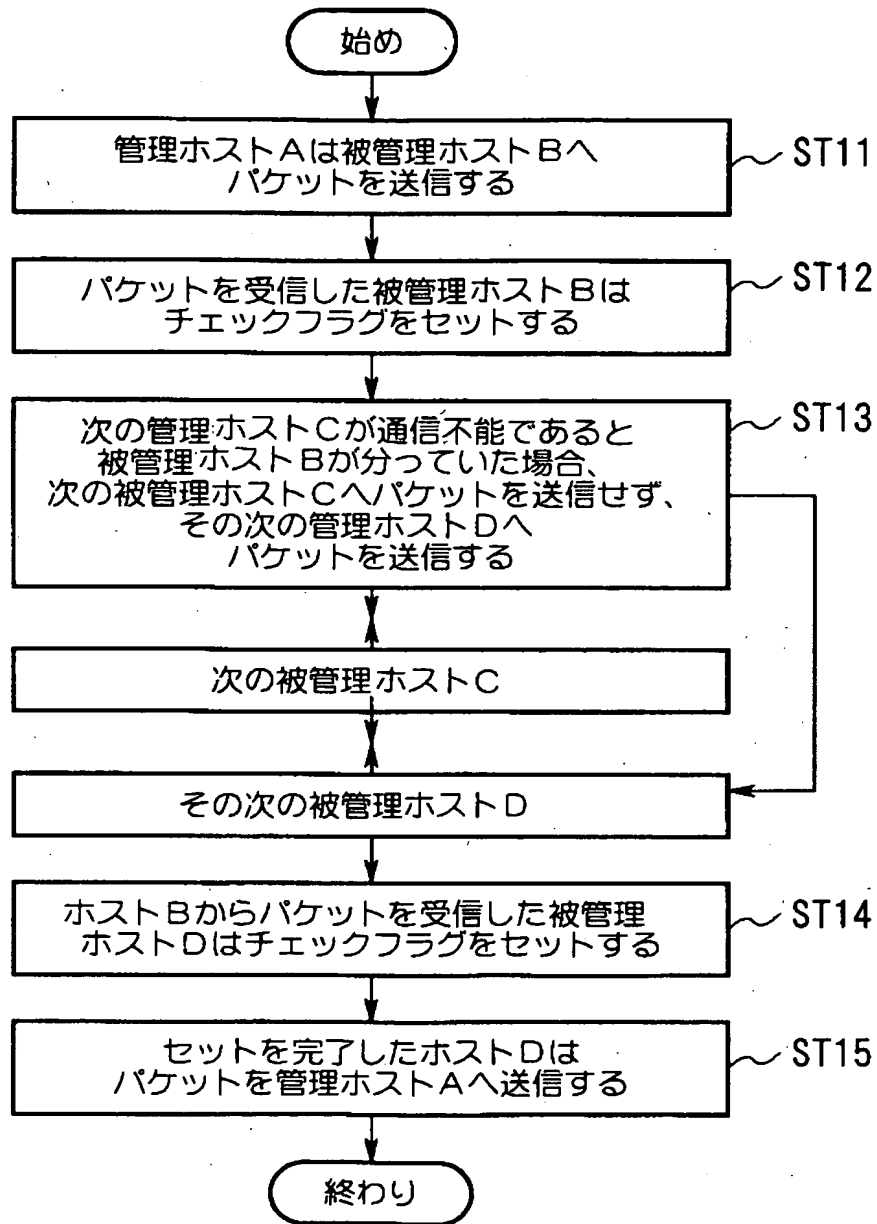 始め
管理ホストAは被管理ホストBへ
パケットを送信する
ST11
パケットを受信した被管理ホストBは
チェックフラグをセットする
ST12
次の管理ホストCが通信不能であると
被管理ホストBが分っていた場合、
次の被管理ホストCへパケットを送信せず、
その次の管理ホストDへ
パケットを送信する
ST13
次の被管理ホストC
その次の被管理ホストD
ホストBからパケットを受信した被管理
ホストDはチェックフラグをセットする
ST14
セットを完了したホストDは
パケットを管理ホストAへ送信する
ST15
終わり